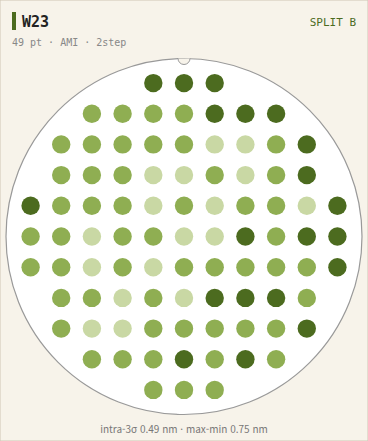 W23
SPLIT B
49 pt · AMI · 2step
intra-3σ 0.49 nm · max-min 0.75 nm